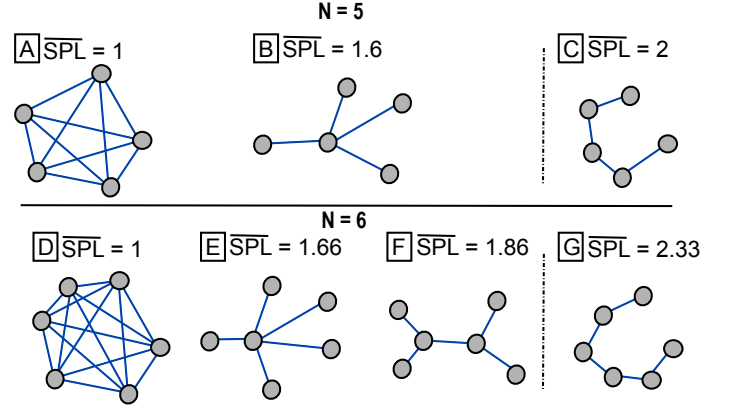 N = 5
A SPL = 1
B SPL = 1.6
C SPL = 2
N = 6
D SPL = 1
E SPL = 1.66
F SPL = 1.86
G SPL = 2.33